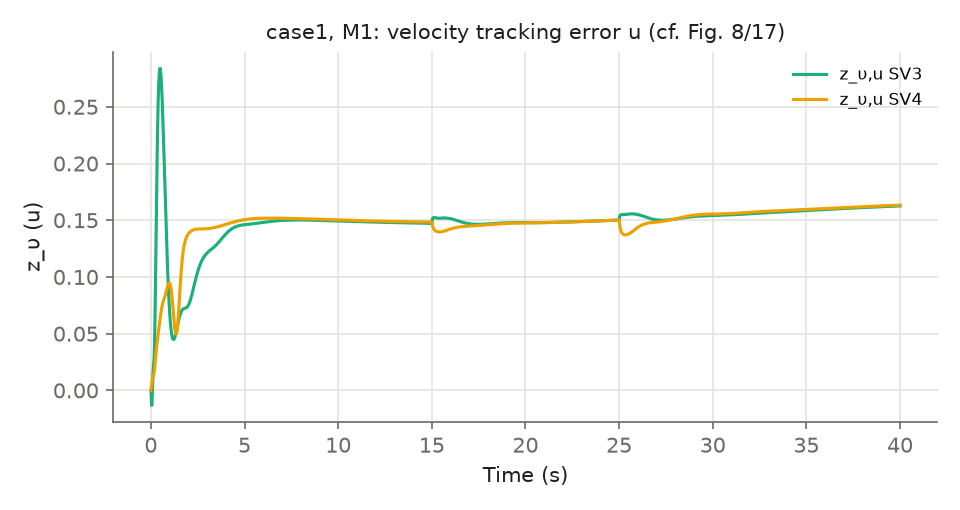 case1, M1: velocity tracking error u (cf. Fig. 8/17)
z_υ,u SV3
z_υ,u SV4
0.25
0.20
0.15
0.10
0.05
0.00
z_υ (u)
0 5 10 15 20 25 30 35 40
Time (s)